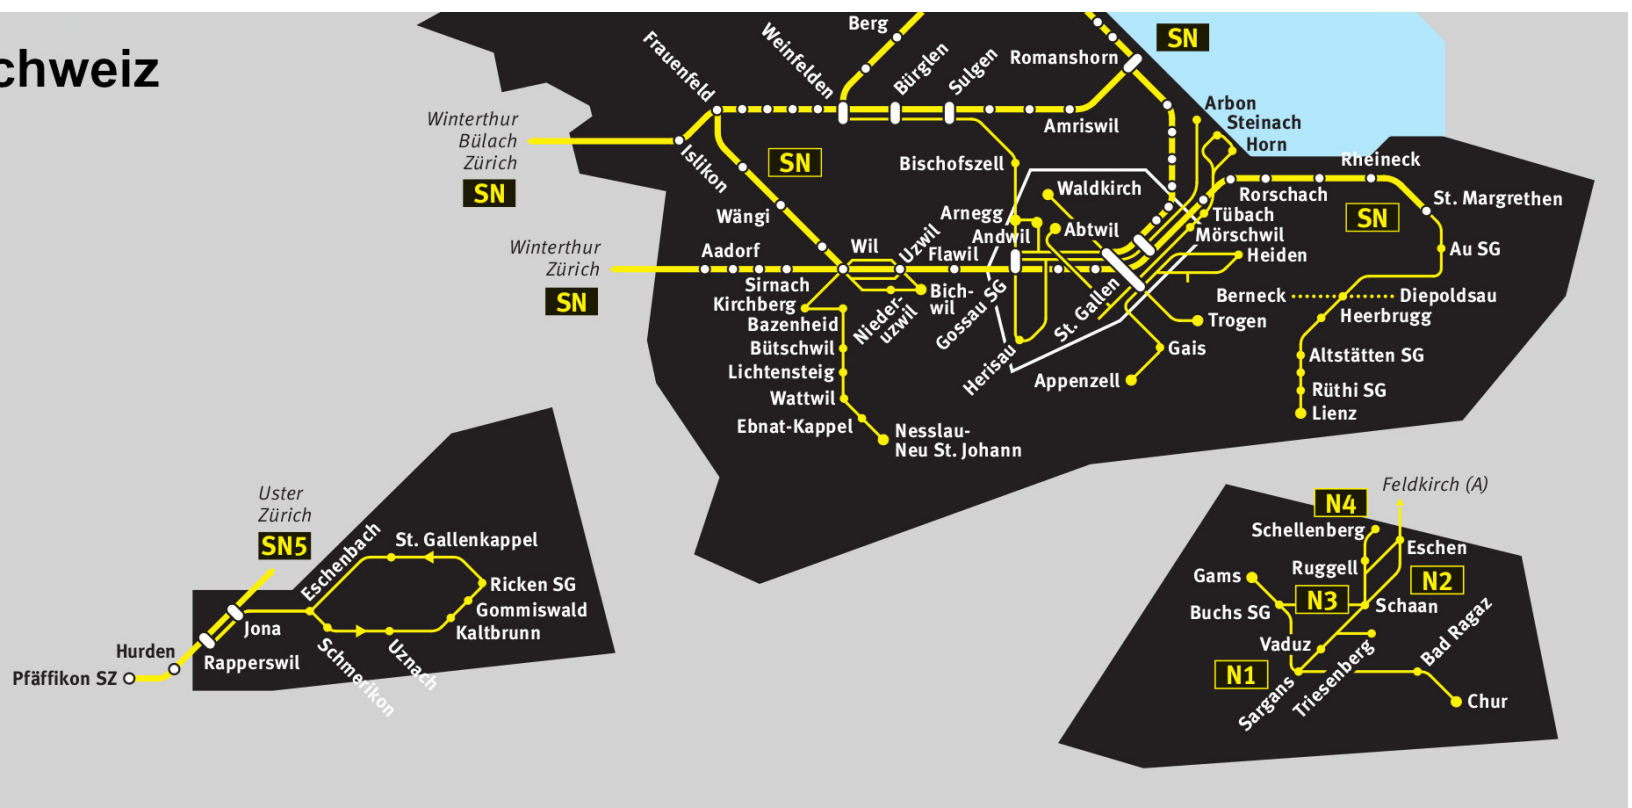 chweiz
Berg
SN
Frauenfeld
Weinfelden
Bürglen
Sulgen
Romanshorn
Winterthur
Bülach
Zürich
SN
Islikon
SN
Amriswil
Arbon
Steinach
Horn
Bischofszell
Rheineck
Waldkirch
Rorschach
St. Margrethen
SN
Wängi
Arnegg
Andwil
Abtwil
Tübach
Mörschwil
Winterthur
Zürich
SN
Aadorf
Wil
Uzwil
Flawil
Heiden
Au SG
Sirnach
Kirchberg
Bich-
wil
Nieder-
uzwil
Gossau SG
St. Gallen
Berneck
Diepoldsau
Heerbrugg
Bazenheid
Trogen
Bütschwil
Herisau
Gais
Altstätten SG
Lichtensteig
Appenzell
Wattwil
Rüthi SG
Lienz
Ebnat-Kappel
Nesslau-
Neu St. Johann
Uster
Zürich
SN5
Eschenbach
St. Gallenkappel
Ricken SG
Gommiswald
Kaltbrunn
Jona
Rapperswil
Hurden
Pfäffikon SZ
Schmerikon
Uznach
Feldkirch (A)
N4
Schellenberg
Eschen
Ruggell
N2
Gams
N3
Buchs SG
Schaan
Vaduz
Bad Ragaz
N1
Sargans
Triesenberg
Chur